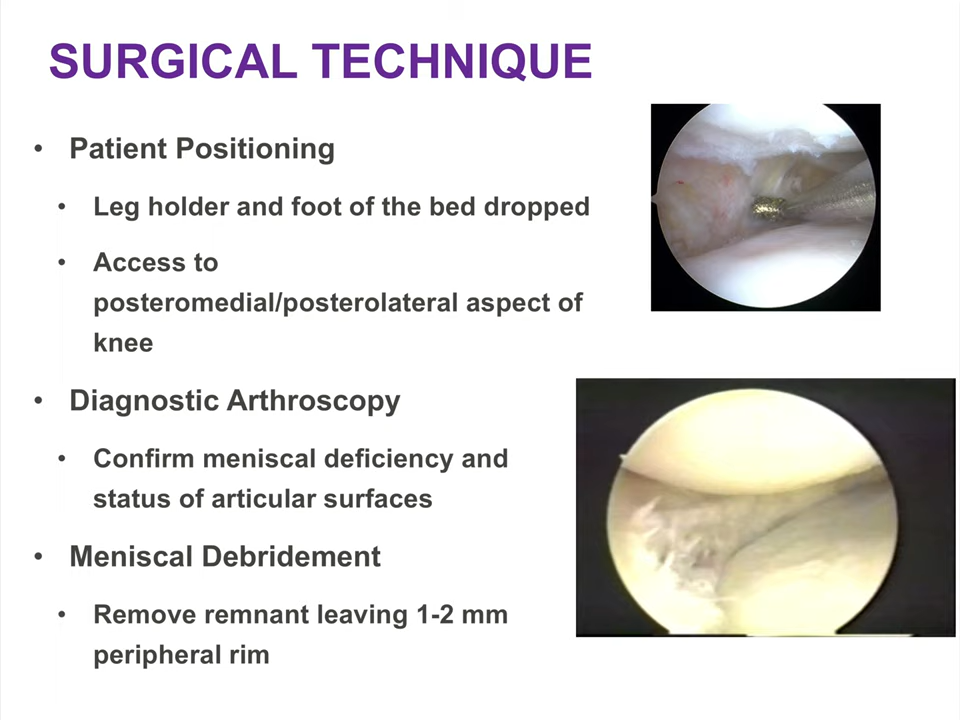 SURGICAL TECHNIQUE
• Patient Positioning
• Leg holder and foot of the bed dropped
• Access to
posteromedial/posterolateral aspect of
knee
• Diagnostic Arthroscopy
• Confirm meniscal deficiency and
status of articular surfaces
• Meniscal Debridement
• Remove remnant leaving 1-2 mm
peripheral rim